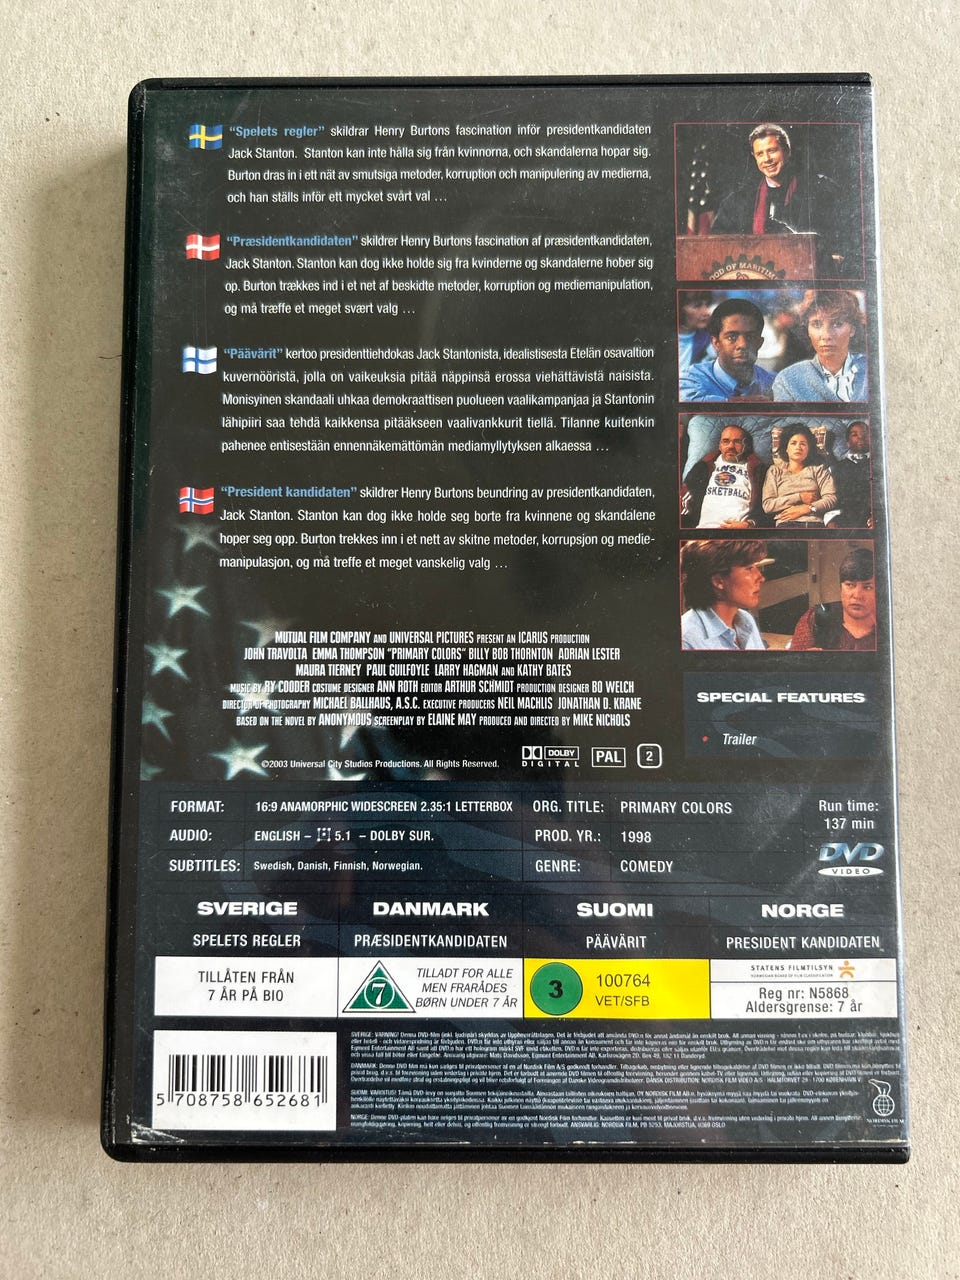 “Spelets regler” skildrar Henry Burtons fascination inför presidentkandidaten
Jack Stanton. Stanton kan inte hålla sig från kvinnorna, och skandalerna hopar sig.
Burton dras in i ett nät av smutsiga metoder, korruption och manipulering av medierna,
och han ställs inför ett mycket svårt val ...
“Præsidentkandidaten” skildrer Henry Burtons fascination af præsidentkandidaten,
Jack Stanton. Stanton kan dog ikke holde sig fra kvinderne og skandalerne hober sig
op. Burton trækkes ind i et net af beskidte metoder, korruption og mediemanipulation,
og må træffe et meget svært valg ...
“Päävärit” kertoo presidenttiehdokas Jack Stantonista, idealistisesta Etelän osavaltion
kuvernööristä, jolla on vaikeuksia pitää näppinsä erossa viehättävistä naisista.
Monisyinen skandaali uhkaa demokraattisen puolueen vaalikampanjaa ja Stantonin
lähipiiri saa tehdä kaikkensa pitääkseen vaalivankkurit tiellä. Tilanne kuitenkin
pahenee entisestään ennennäkemättömän mediamyllytyksen alkaessa ...
“President kandidaten” skildrer Henry Burtons beundring av presidentkandidaten,
Jack Stanton. Stanton kan dog ikke holde seg borte fra kvinnene og skandalene
hoper seg opp. Burton trekkes inn i et nett av skitne metoder, korrupsjon og medie-
manipulasjon, og må treffe et meget vanskelig valg ...
OOD OF MARITIM
ANSA
SKETBALL
MUTUAL FILM COMPANY AND UNIVERSAL PICTURES PRESENT AN ICARUS PRODUCTION
JOHN TRAVOLTA EMMA THOMPSON "PRIMARY COLORS" BILLY BOB THORNTON ADRIAN LESTER
MAURA TIERNEY PAUL GUILFOYLE LARRY HAGMAN AND KATHY BATES
MUSIC BY RY COODER COSTUME DESIGNER ANN ROTH EDITOR ARTHUR SCHMIDT PRODUCTION DESIGNER BO WELCH
DIRECTOR OF PHOTOGRAPHY MICHAEL BALLHAUS, A.S.C. EXECUTIVE PRODUCERS NEIL MACHLIS JONATHAN D. KRANE
BASED ON THE NOVEL BY ANONYMOUS SCREENPLAY BY ELAINE MAY PRODUCED AND DIRECTED BY MIKE NICHOLS
SPECIAL FEATURES
• Trailer
©2003 Universal City Studios Productions. All Rights Reserved.
DOLBY DIGITAL PAL 2
FORMAT: 16:9 ANAMORPHIC WIDESCREEN 2.35:1 LETTERBOX ORG. TITLE: PRIMARY COLORS
AUDIO: ENGLISH – 5.1 – DOLBY SUR. PROD. YR.: 1998
SUBTITLES: Swedish, Danish, Finnish, Norwegian. GENRE: COMEDY
Run time:
137 min
DVD
VIDEO
SVERIGE DANMARK SUOMI NORGE
SPELETS REGLER PRÆSIDENTKANDIDATEN PÄÄVÄRIT PRESIDENT KANDIDATEN
TILLÅTEN FRÅN
7 ÅR PÅ BIO
7
TILLADT FOR ALLE
MEN FRARÅDES
BØRN UNDER 7 ÅR
3
100764
VET/SFB
STATENS FILMTILSYN
NORWEGIAN BOARD OF FILM CLASSIFICATION
Reg nr: N5868
Aldersgrense: 7 år
5 708758 652681
NORDISK FILM